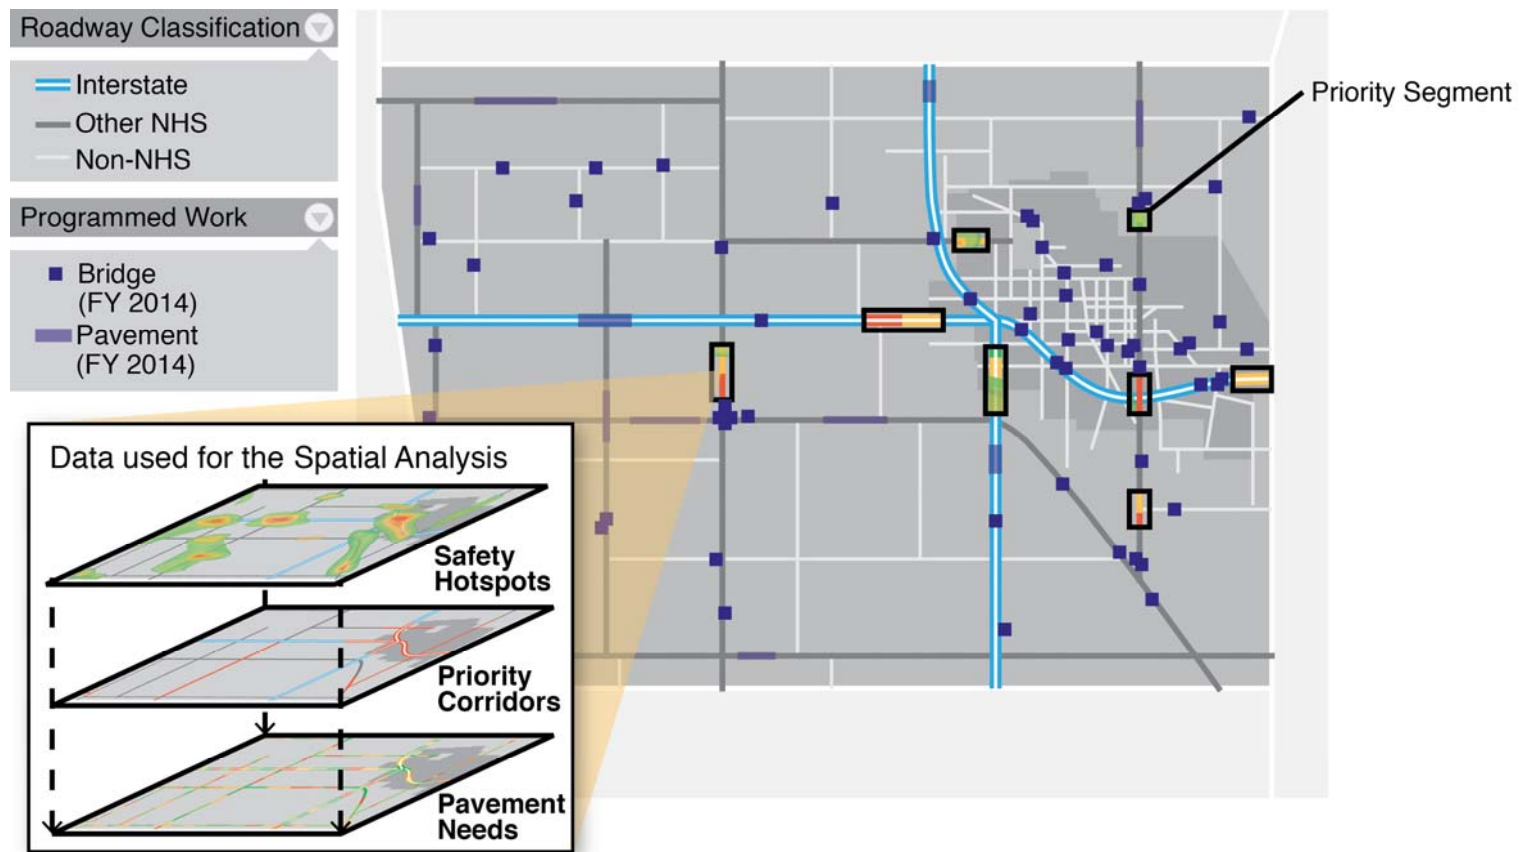 Roadway Classification
Interstate
Other NHS
Non-NHS
Programmed Work
Bridge
(FY 2014)
Pavement
(FY 2014)
Priority Segment
Data used for the Spatial Analysis
Safety
Hotspots
Priority
Corridors
Pavement
Needs